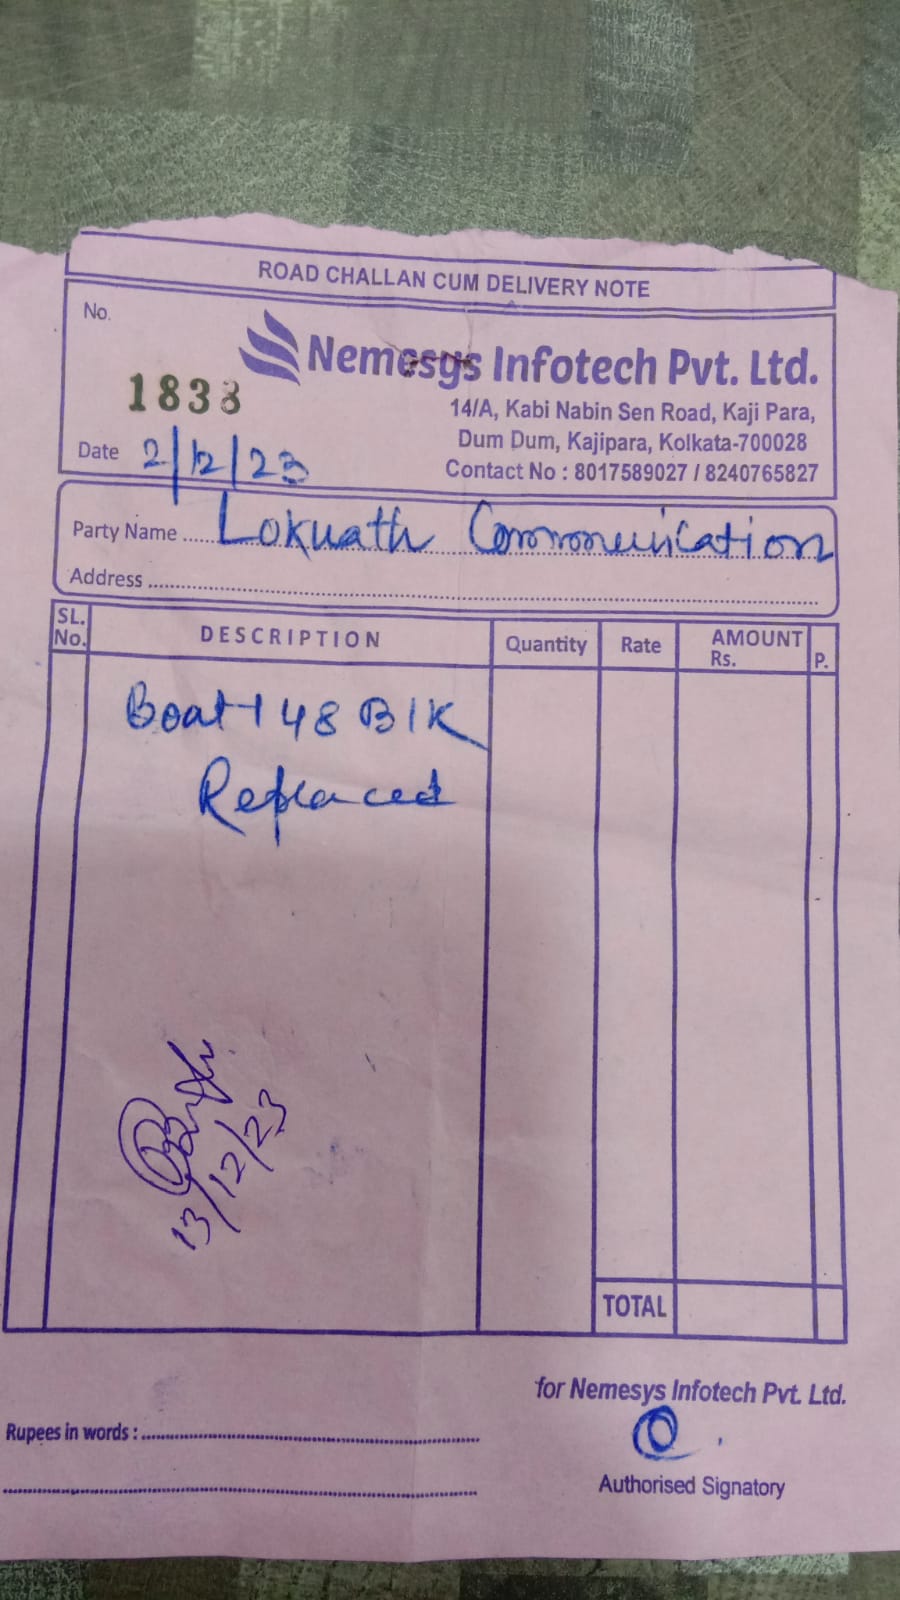 ROAD CHALLAN CUM DELIVERY NOTE
No.
Nemesys Infotech Pvt. Ltd.
1838
14/A, Kabi Nabin Sen Road, Kaji Para,
Dum Dum, Kajipara, Kolkata-700028
Date 2/12/23
Contact No : 8017589027 / 8240765827
Party Name Loknath Communication
Address
SL. No. DESCRIPTION Quantity Rate AMOUNT Rs. P.
Boat 148 Blk
Replaced
13/12/23
TOTAL
for Nemesys Infotech Pvt. Ltd.
Rupees in words :
Authorised Signatory